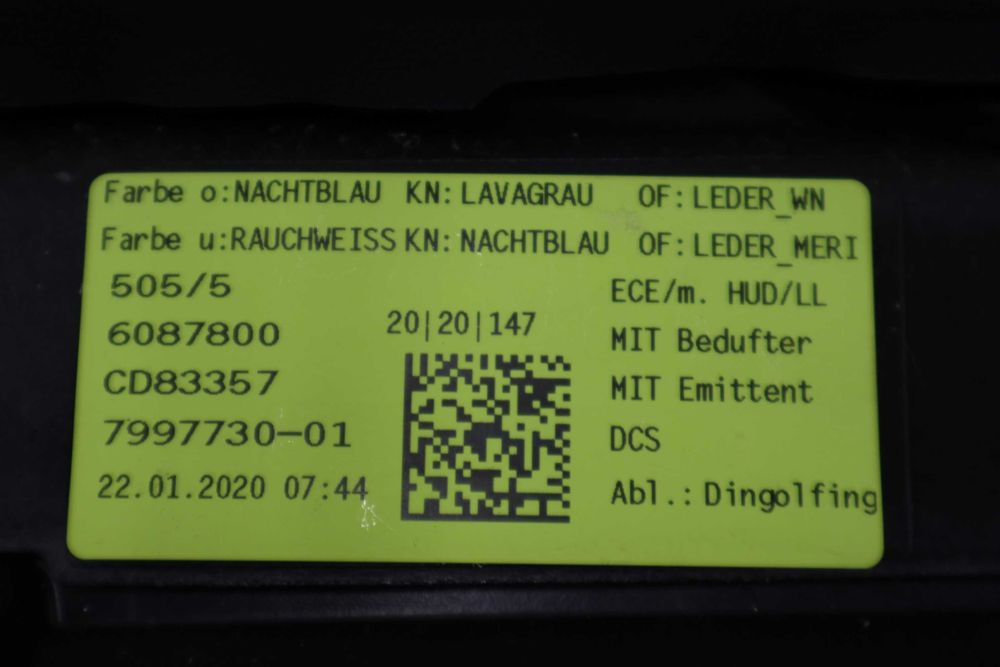 Farbe o:NACHTBLAU KN:LAVAGRAU OF:LEDER_WN
Farbe u:RAUCHWEISS KN:NACHTBLAU OF:LEDER_MERI
505/5
ECE/m. HUD/LL
6087800
20|20|147
MIT Bedufter
CD83357
MIT Emittent
7997730-01
DCS
22.01.2020 07:44
Abl.: Dingolfing